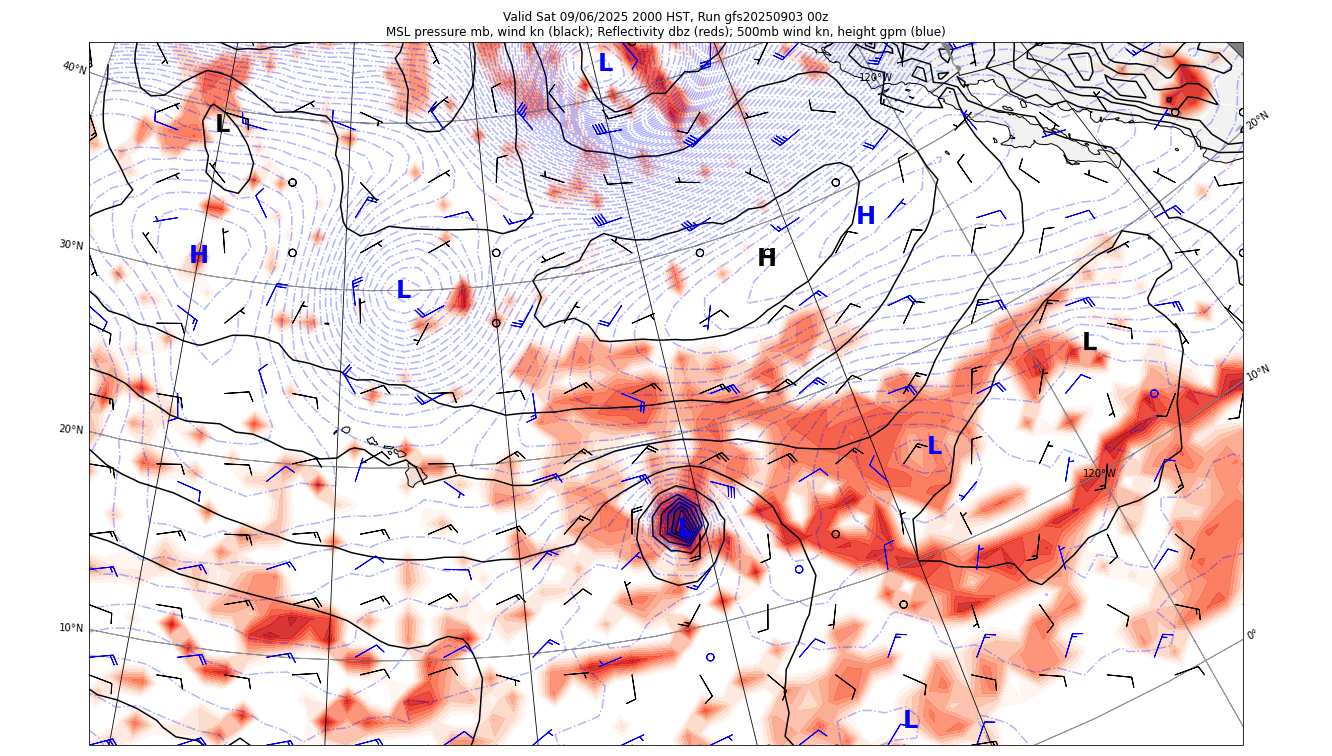 Valid Sat 09/06/2025 2000 HST, Run gfs20250903 00z
MSL pressure mb, wind kn (black); Reflectivity dbz (reds); 500mb wind kn, height gpm (blue)
L
40°N
120°W
20°N
L
H
30°N
H
H
L
L
10°N
20°N
L
120°W
L
10°N
0°
L